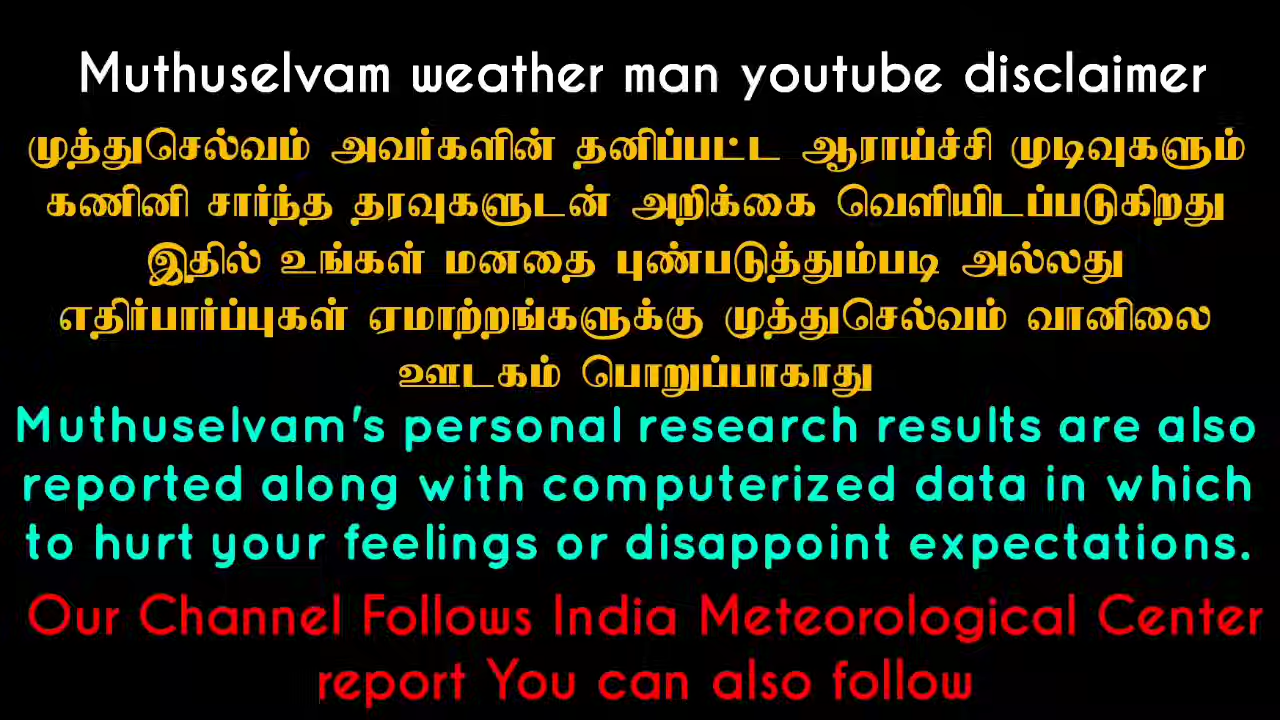 Muthuselvam weather man youtube disclaimer
முத்துசெல்வம் அவர்களின் தனிப்பட்ட ஆராய்ச்சி முடிவுகளும்
கணினி சார்ந்த தரவுகளுடன் அறிக்கை வெளியிடப்படுகிறது
இதில் உங்கள் மனதை புண்படுத்தும்படி அல்லது
எதிர்பார்ப்புகள் ஏமாற்றங்களுக்கு முத்துசெல்வம் வானிலை
ஊடகம் பொறுப்பாகாது
Muthuselvam's personal research results are also
reported along with computerized data in which
to hurt your feelings or disappoint expectations.
Our Channel Follows India Meteorological Center
report You can also follow